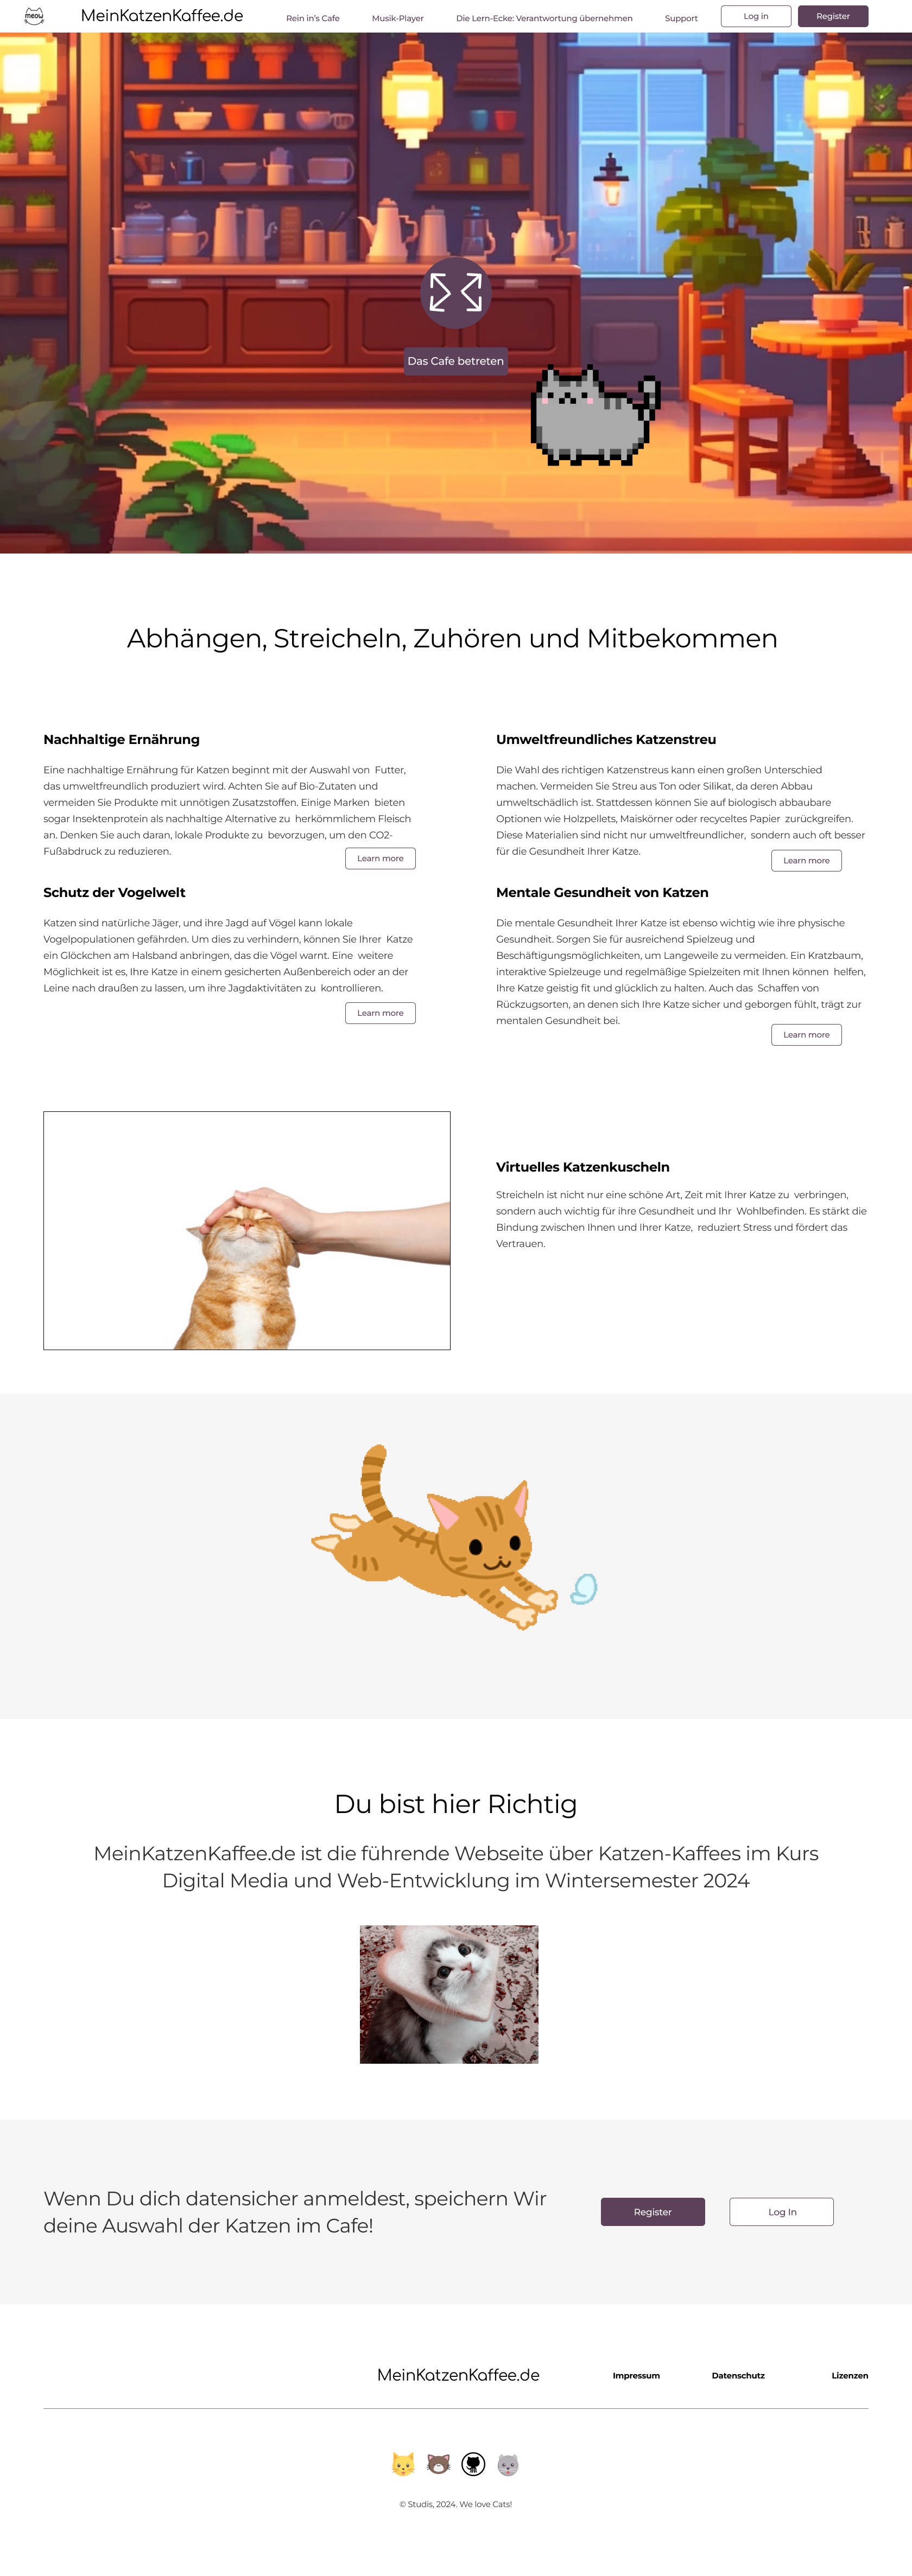 meow
MeinKatzenKaffee.de
Rein in's Cafe
Musik-Player
Die Lern-Ecke: Verantwortung übernehmen
Support
Log in
Register
Das Cafe betreten
Abhängen, Streicheln, Zuhören und Mitbekommen
Nachhaltige Ernährung
Eine nachhaltige Ernährung für Katzen beginnt mit der Auswahl von Futter,
das umweltfreundlich produziert wird. Achten Sie auf Bio-Zutaten und
vermeiden Sie Produkte mit unnötigen Zusatzstoffen. Einige Marken bieten
sogar Insektenprotein als nachhaltige Alternative zu herkömmlichem Fleisch
an. Denken Sie auch daran, lokale Produkte zu bevorzugen, um den CO2-
Fußabdruck zu reduzieren.
Learn more
Umweltfreundliches Katzenstreu
Die Wahl des richtigen Katzenstreus kann einen großen Unterschied
machen. Vermeiden Sie Streu aus Ton oder Silikat, da deren Abbau
umweltschädlich ist. Stattdessen können Sie auf biologisch abbaubare
Optionen wie Holzpellets, Maiskörner oder recyceltes Papier zurückgreifen.
Diese Materialien sind nicht nur umweltfreundlicher, sondern auch oft besser
für die Gesundheit Ihrer Katze.
Learn more
Schutz der Vogelwelt
Katzen sind natürliche Jäger, und ihre Jagd auf Vögel kann lokale
Vogelpopulationen gefährden. Um dies zu verhindern, können Sie Ihrer Katze
ein Glöckchen am Halsband anbringen, das die Vögel warnt. Eine weitere
Möglichkeit ist es, Ihre Katze in einem gesicherten Außenbereich oder an der
Leine nach draußen zu lassen, um ihre Jagdaktivitäten zu kontrollieren.
Learn more
Mentale Gesundheit von Katzen
Die mentale Gesundheit Ihrer Katze ist ebenso wichtig wie ihre physische
Gesundheit. Sorgen Sie für ausreichend Spielzeug und
Beschäftigungsmöglichkeiten, um Langeweile zu vermeiden. Ein Kratzbaum,
interaktive Spielzeuge und regelmäßige Spielzeiten mit Ihnen können helfen,
Ihre Katze geistig fit und glücklich zu halten. Auch das Schaffen von
Rückzugsorten, an denen sich Ihre Katze sicher und geborgen fühlt, trägt zur
mentalen Gesundheit bei.
Learn more
Virtuelles Katzenkuscheln
Streicheln ist nicht nur eine schöne Art, Zeit mit Ihrer Katze zu verbringen,
sondern auch wichtig für ihre Gesundheit und Ihr Wohlbefinden. Es stärkt die
Bindung zwischen Ihnen und Ihrer Katze, reduziert Stress und fördert das
Vertrauen.
Du bist hier Richtig
MeinKatzenKaffee.de ist die führende Webseite über Katzen-Kaffees im Kurs
Digital Media und Web-Entwicklung im Wintersemester 2024
Wenn Du dich datensicher anmeldest, speichern Wir
deine Auswahl der Katzen im Cafe!
Register
Log In
MeinKatzenKaffee.de
Impressum
Datenschutz
Lizenzen
© Studis, 2024. We love Cats!